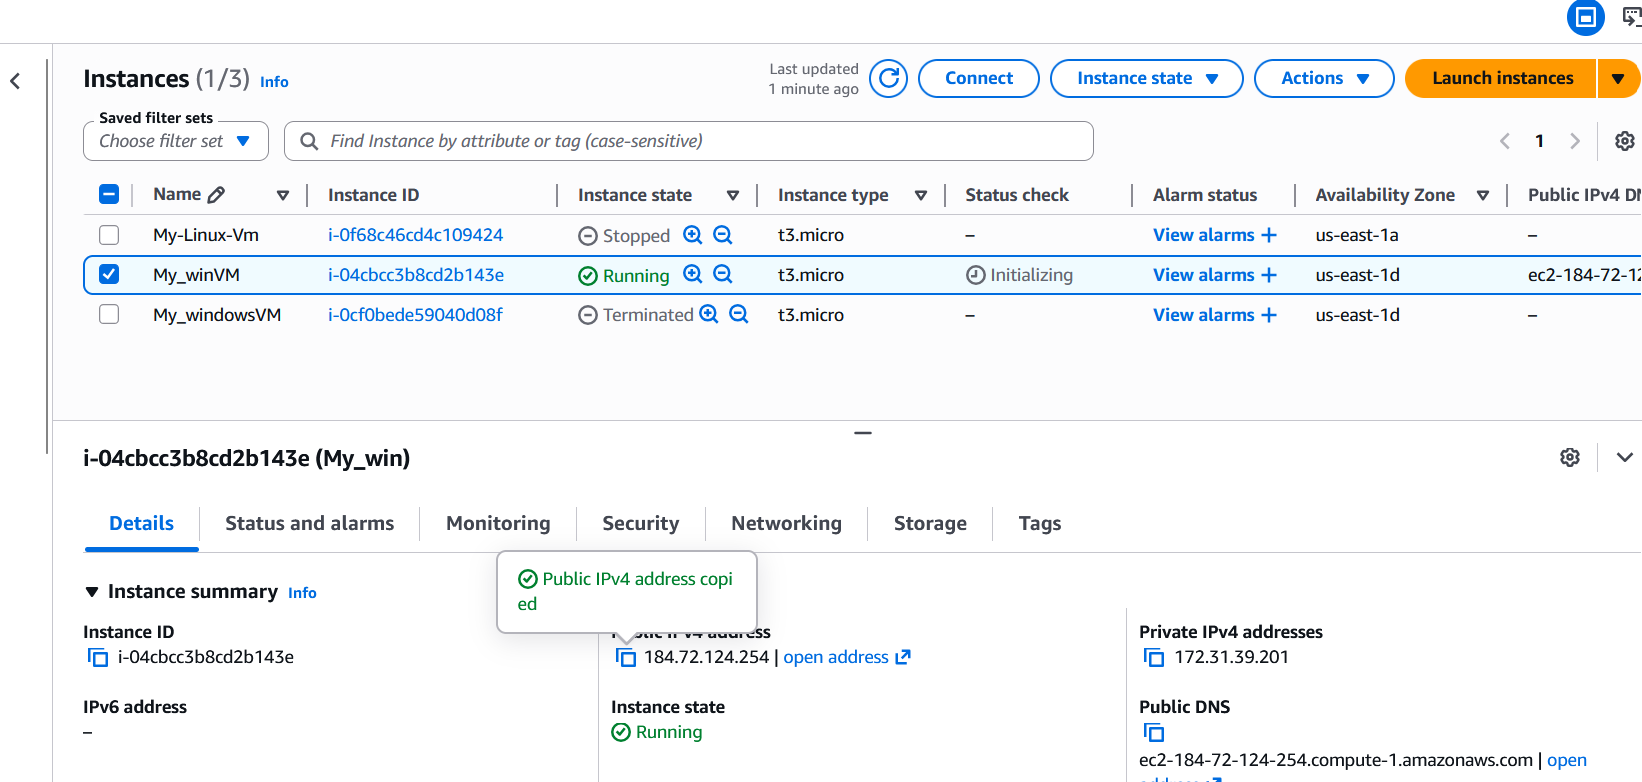 Instances (1/3) Info
Last updated
1 minute ago
Connect
Instance state
Actions
Launch instances
Saved filter sets
Choose filter set
Find Instance by attribute or tag (case-sensitive)
1
Name Instance ID Instance state Instance type Status check Alarm status Availability Zone Public IPv4
My-Linux-Vm i-0f68c46cd4c109424 Stopped t3.micro – View alarms + us-east-1a –
My_winVM i-04cbcc3b8cd2b143e Running t3.micro Initializing View alarms + us-east-1d ec2-184-72-12
My_windowsVM i-0cf0bede59040d08f Terminated t3.micro – View alarms + us-east-1d –
i-04cbcc3b8cd2b143e (My_win)
Details Status and alarms Monitoring Security Networking Storage Tags
Public IPv4 address copi
ed
Instance summary Info
Instance ID
i-04cbcc3b8cd2b143e
Public IPv4 address
184.72.124.254 | open address
Private IPv4 addresses
172.31.39.201
IPv6 address
–
Instance state
Running
Public DNS
ec2-184-72-124-254.compute-1.amazonaws.com | open